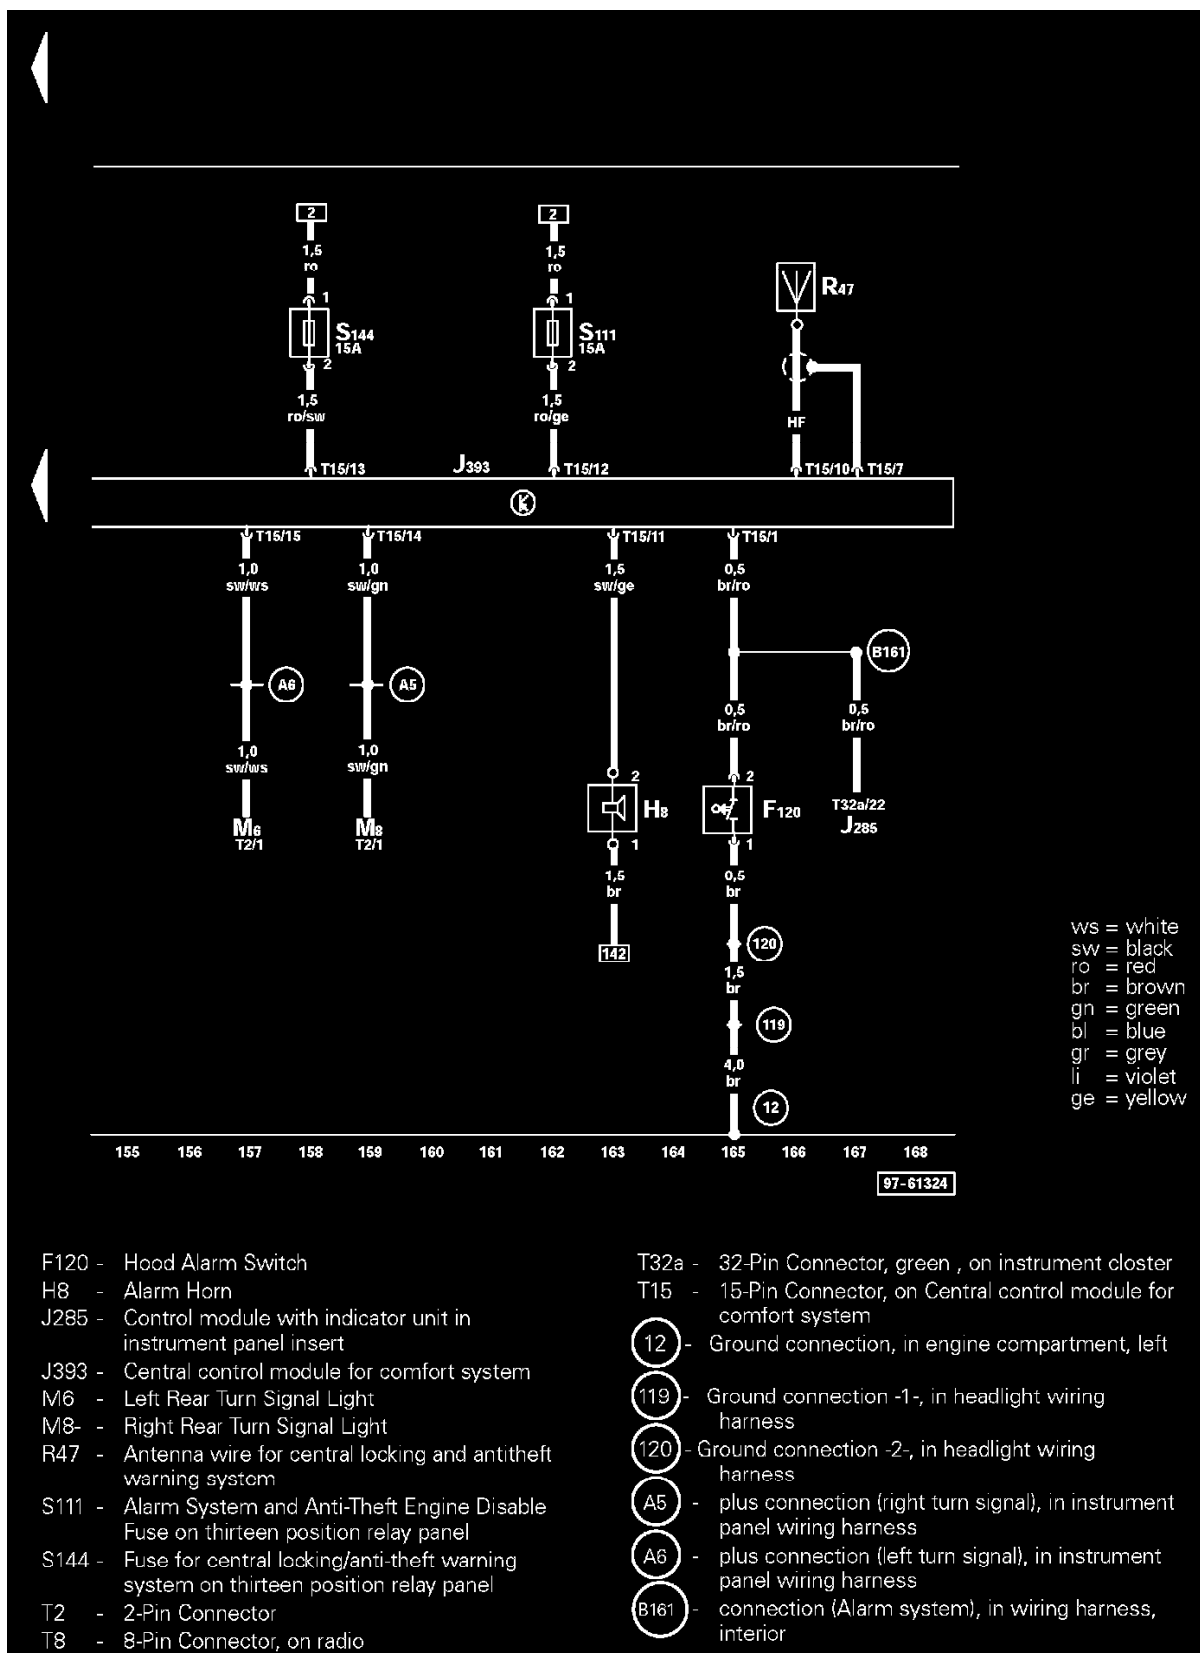 2
2
1,5
ro
1,5
ro
1
1
R47
S144
15A
S111
15A
2
2
1,5
ro/sw
1,5
ro/ge
HF
T15/13
J393
T15/12
T15/10
T15/7
K
T15/15
T15/14
T15/11
T15/1
1,0
sw/ws
1,0
sw/gn
1,5
sw/ge
0,5
br/ro
B161
A6
A5
0,5
br/ro
0,5
br/ro
1,0
sw/ws
1,0
sw/gn
2
2
H8
F120
T32a/22
J285
M6
T2/1
M8
T2/1
1
1
1,5
br
0,5
br
142
120
1,5
br
119
4,0
br
12
ws = white
sw = black
ro = red
br = brown
gn = green
bl = blue
gr = grey
li = violet
ge = yellow
155 156 157 158 159 160 161 162 163 164 165 166 167 168
97-61324
F120 - Hood Alarm Switch
H8 - Alarm Horn
J285 - Control module with indicator unit in
instrument panel insert
J393 - Central control module for comfort system
M6 - Left Rear Turn Signal Light
M8- - Right Rear Turn Signal Light
R47 - Antenna wire for central locking and antitheft
warning system
S111 - Alarm System and Anti-Theft Engine Disable
Fuse on thirteen position relay panel
S144 - Fuse for central locking/anti-theft warning
system on thirteen position relay panel
T2 - 2-Pin Connector
T8 - 8-Pin Connector, on radio
T32a - 32-Pin Connector, green , on instrument closter
T15 - 15-Pin Connector, on Central control module for
comfort system
12 - Ground connection, in engine compartment, left
119 - Ground connection -1-, in headlight wiring
harness
120 - Ground connection -2-, in headlight wiring
harness
A5 - plus connection (right turn signal), in instrument
panel wiring harness
A6 - plus connection (left turn signal), in instrument
panel wiring harness
B161 - connection (Alarm system), in wiring harness,
interior